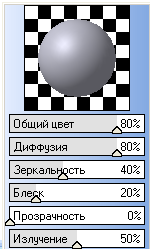 Общий цвет 80%
Диффузия 80%
Зеркальность 40%
Блеск 20%
Прозрачность 0%
Излучение 50%